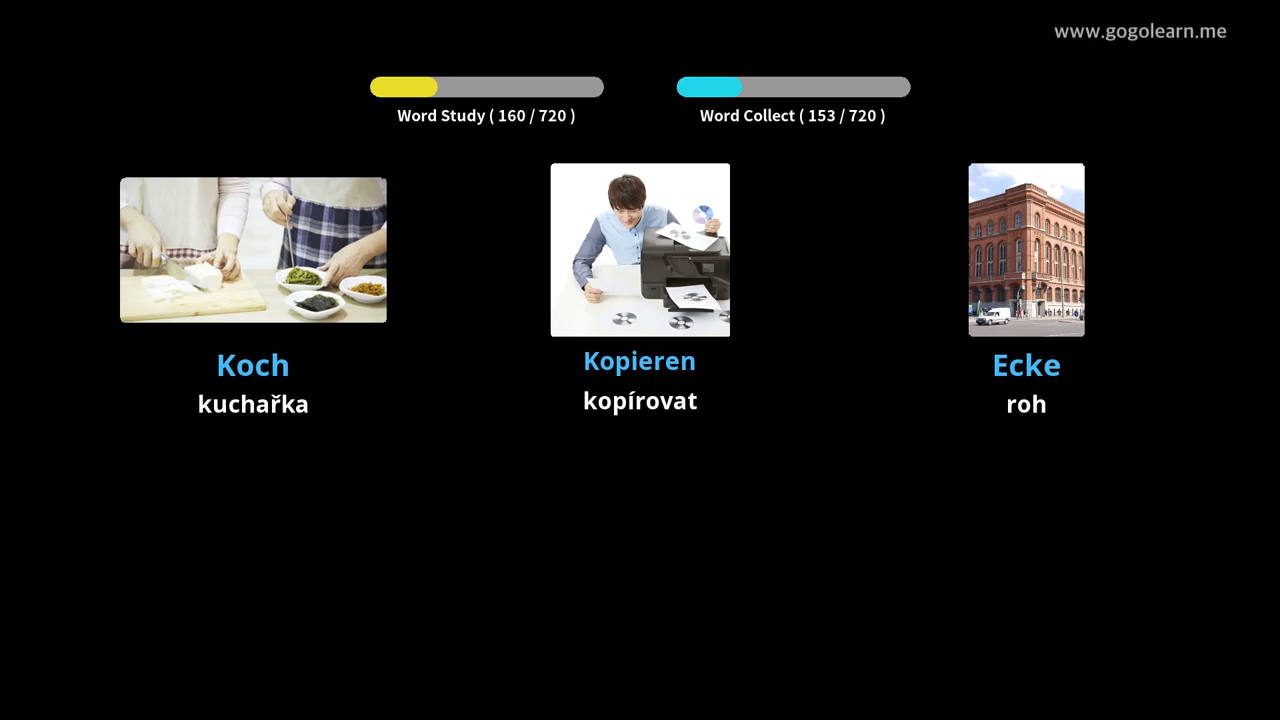 www.gogolearn.me
Word Study ( 160 / 720 )
Word Collect ( 153 / 720 )
Koch
kuchařka
Kopieren
kopírovat
Ecke
roh